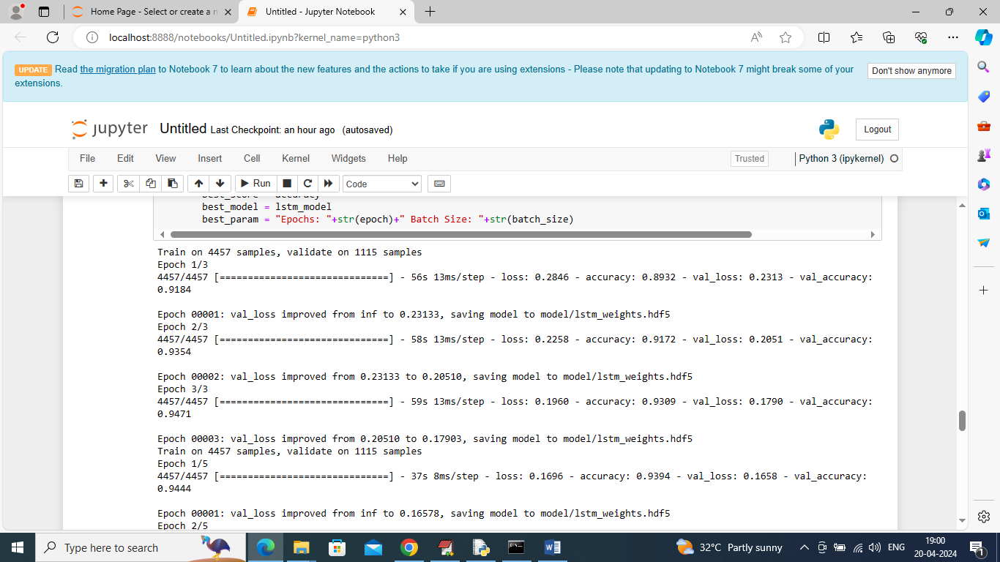 Home Page - Select or create a n
Untitled - Jupyter Notebook
localhost:8888/notebooks/Untitled.ipynb?kernel_name=python3
UPDATE Read the migration plan to Notebook 7 to learn about the new features and the actions to take if you are using extensions - Please note that updating to Notebook 7 might break some of your
extensions.
Don't show anymore
jupyter Untitled Last Checkpoint: an hour ago (autosaved)
Logout
File Edit View Insert Cell Kernel Widgets Help
Trusted
Python 3 (ipykernel)
Run
Code
best_score = accuracy
best_model = lstm_model
best_param = "Epochs: "+str(epoch)+" Batch Size: "+str(batch_size)
Train on 4457 samples, validate on 1115 samples
Epoch 1/3
4457/4457 [==============================] - 56s 13ms/step - loss: 0.2846 - accuracy: 0.8932 - val_loss: 0.2313 - val_accuracy:
0.9184
Epoch 00001: val_loss improved from inf to 0.23133, saving model to model/lstm_weights.hdf5
Epoch 2/3
4457/4457 [==============================] - 58s 13ms/step - loss: 0.2258 - accuracy: 0.9172 - val_loss: 0.2051 - val_accuracy:
0.9354
Epoch 00002: val_loss improved from 0.23133 to 0.20510, saving model to model/lstm_weights.hdf5
Epoch 3/3
4457/4457 [==============================] - 59s 13ms/step - loss: 0.1960 - accuracy: 0.9309 - val_loss: 0.1790 - val_accuracy:
0.9471
Epoch 00003: val_loss improved from 0.20510 to 0.17903, saving model to model/lstm_weights.hdf5
Train on 4457 samples, validate on 1115 samples
Epoch 1/5
4457/4457 [==============================] - 37s 8ms/step - loss: 0.1696 - accuracy: 0.9394 - val_loss: 0.1658 - val_accuracy:
0.9444
Epoch 00001: val_loss improved from inf to 0.16578, saving model to model/lstm_weights.hdf5
Epoch 2/5
Type here to search
32°C Partly sunny
ENG
19:00
20-04-2024
1